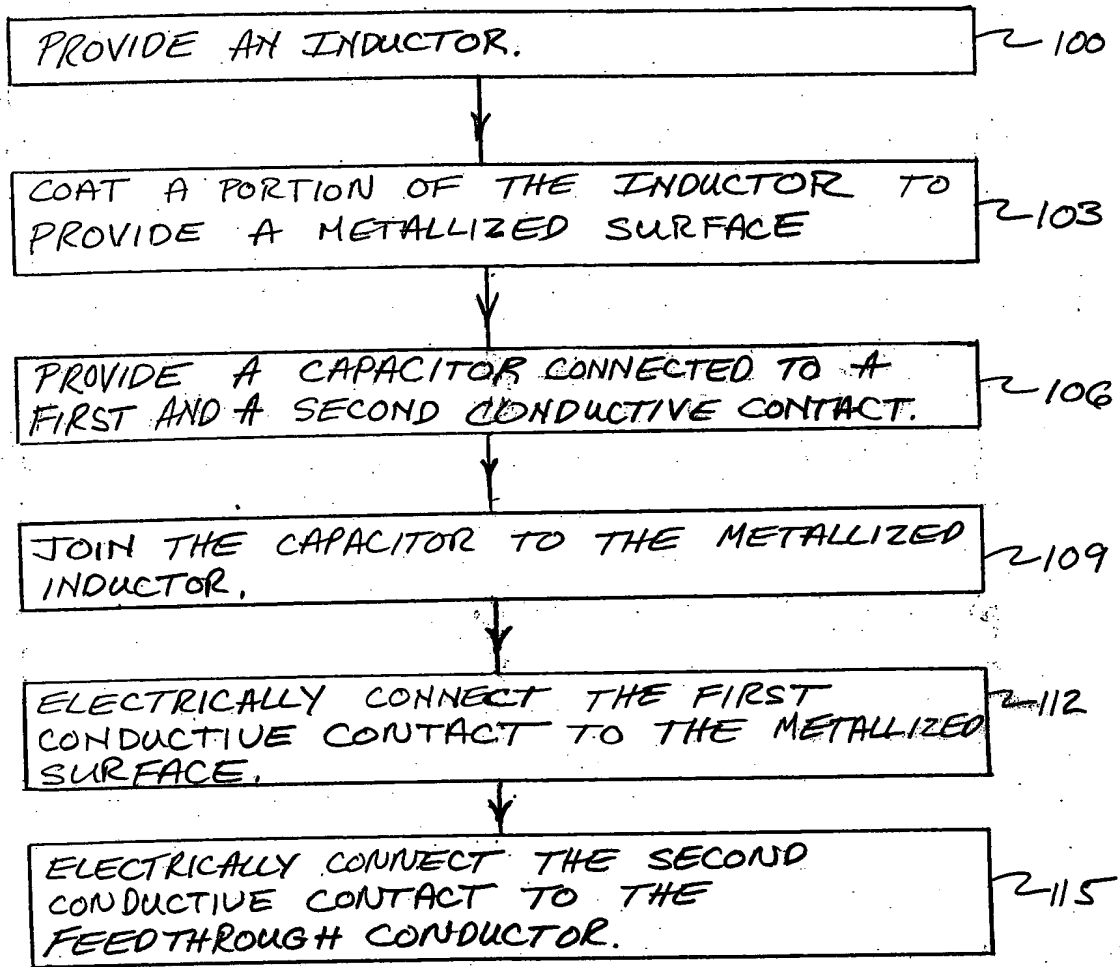 PROVIDE AN INDUCTOR.
100
COAT A PORTION OF THE INDUCTOR TO
PROVIDE A METALLIZED SURFACE
103
PROVIDE A CAPACITOR CONNECTED TO A
FIRST AND A SECOND CONDUCTIVE CONTACT.
106
JOIN THE CAPACITOR TO THE METALLIZED
INDUCTOR.
109
ELECTRICALLY CONNECT THE FIRST
CONDUCTIVE CONTACT TO THE METALLIZED
SURFACE.
112
ELECTRICALLY CONNECT THE SECOND
CONDUCTIVE CONTACT TO THE
FEEDTHROUGH CONDUCTOR.
115